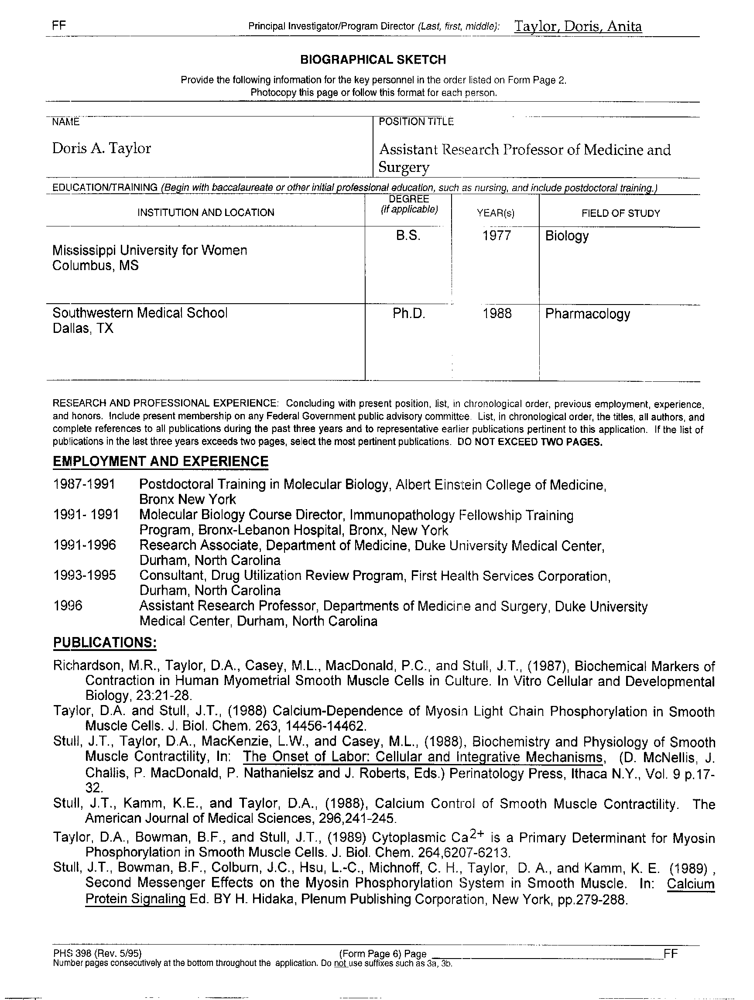 FF Principal Investigator/Program Director (Last, first, middle): Taylor, Doris, Anita
BIOGRAPHICAL SKETCH
Provide the following information for the key personnel in the order listed on Form Page 2.
Photocopy this page or follow this format for each person.
NAME POSITION TITLE
Doris A. Taylor Assistant Research Professor of Medicine and
Surgery
EDUCATION/TRAINING (Begin with baccalaureate or other initial professional education, such as nursing, and include postdoctoral training.)
INSTITUTION AND LOCATION DEGREE (if applicable) YEAR(s) FIELD OF STUDY
B.S. 1977 Biology
Mississippi University for Women
Columbus, MS
Southwestern Medical School Ph.D. 1988 Pharmacology
Dallas, TX
RESEARCH AND PROFESSIONAL EXPERIENCE: Concluding with present position, list, in chronological order, previous employment, experience,
and honors. Include present membership on any Federal Government public advisory committee. List, in chronological order, the titles, all authors, and
complete references to all publications during the past three years and to representative earlier publications pertinent to this application. If the list of
publications in the last three years exceeds two pages, select the most pertinent publications. DO NOT EXCEED TWO PAGES.
EMPLOYMENT AND EXPERIENCE
1987-1991 Postdoctoral Training in Molecular Biology, Albert Einstein College of Medicine,
Bronx New York
1991- 1991 Molecular Biology Course Director, Immunopathology Fellowship Training
Program, Bronx-Lebanon Hospital, Bronx, New York
1991-1996 Research Associate, Department of Medicine, Duke University Medical Center,
Durham, North Carolina
1993-1995 Consultant, Drug Utilization Review Program, First Health Services Corporation,
Durham, North Carolina
1996 Assistant Research Professor, Departments of Medicine and Surgery, Duke University
Medical Center, Durham, North Carolina
PUBLICATIONS:
Richardson, M.R., Taylor, D.A., Casey, M.L., MacDonald, P.C., and Stull, J.T., (1987), Biochemical Markers of
Contraction in Human Myometrial Smooth Muscle Cells in Culture. In Vitro Cellular and Developmental
Biology, 23:21-28.
Taylor, D.A. and Stull, J.T., (1988) Calcium-Dependence of Myosin Light Chain Phosphorylation in Smooth
Muscle Cells. J. Biol. Chem. 263, 14456-14462.
Stull, J.T., Taylor, D.A., MacKenzie, L.W., and Casey, M.L., (1988), Biochemistry and Physiology of Smooth
Muscle Contractility, In: The Onset of Labor: Cellular and Integrative Mechanisms, (D. McNellis, J.
Challis, P. MacDonald, P. Nathanielsz and J. Roberts, Eds.) Perinatology Press, Ithaca N.Y., Vol. 9 p.17-
32.
Stull, J.T., Kamm, K.E., and Taylor, D.A., (1988), Calcium Control of Smooth Muscle Contractility. The
American Journal of Medical Sciences, 296,241-245.
Taylor, D.A., Bowman, B.F., and Stull, J.T., (1989) Cytoplasmic Ca2+ is a Primary Determinant for Myosin
Phosphorylation in Smooth Muscle Cells. J. Biol. Chem. 264,6207-6213.
Stull, J.T., Bowman, B.F., Colburn, J.C., Hsu, L.-C., Michnoff, C. H., Taylor, D. A., and Kamm, K. E. (1989) ,
Second Messenger Effects on the Myosin Phosphorylation System in Smooth Muscle. In: Calcium
Protein Signaling Ed. BY H. Hidaka, Plenum Publishing Corporation, New York, pp.279-288.
PHS 398 (Rev. 5/95) (Form Page 6) Page FF
Number pages consecutively at the bottom throughout the application. Do not use suffixes such as 3a, 3b.